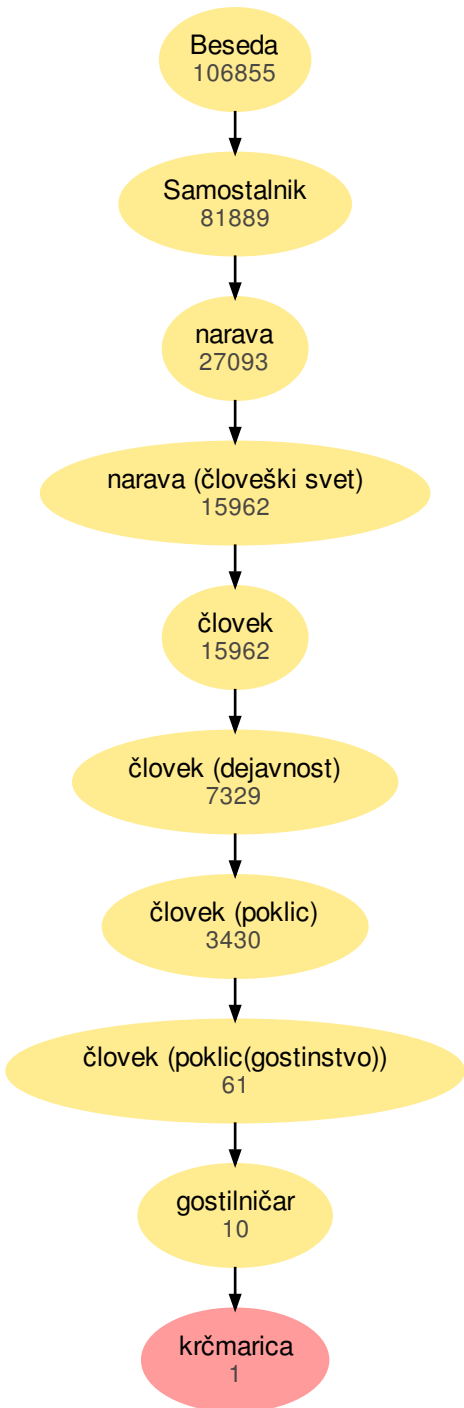 Beseda
106855
Samostalnik
81889
narava
27093
narava (človeški svet)
15962
človek
15962
človek (dejavnost)
7329
človek (poklic)
3430
človek (poklic(gostinstvo))
61
gostilničar
10
krčmarica
1